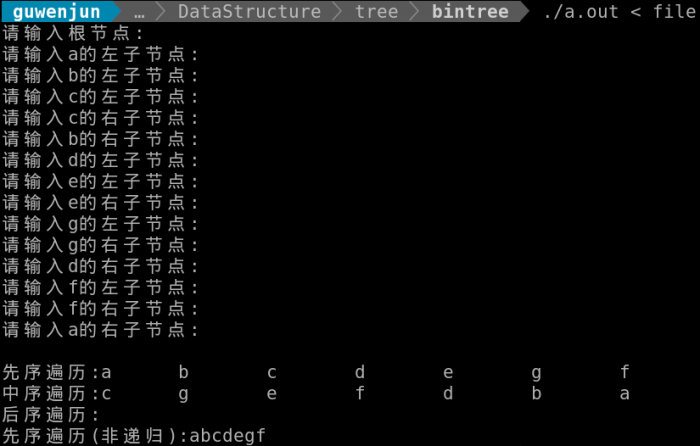 guwenjun … DataStructure tree bintree ./a.out < file
请输入根节点:
请输入a的左子节点:
请输入b的左子节点:
请输入c的左子节点:
请输入c的右子节点:
请输入b的右子节点:
请输入d的左子节点:
请输入e的左子节点:
请输入e的右子节点:
请输入g的左子节点:
请输入g的右子节点:
请输入d的右子节点:
请输入f的左子节点:
请输入f的右子节点:
请输入a的右子节点:
先序遍历:a b c d e g f
中序遍历:c g e f d b a
后序遍历:
先序遍历(非递归):abcdegf